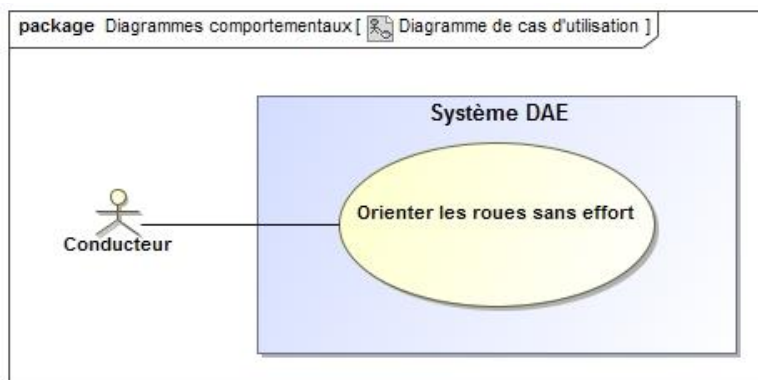 package Diagrammes comportementaux [ Diagramme de cas d'utilisation ]
Système DAE
Orienter les roues sans effort
Conducteur